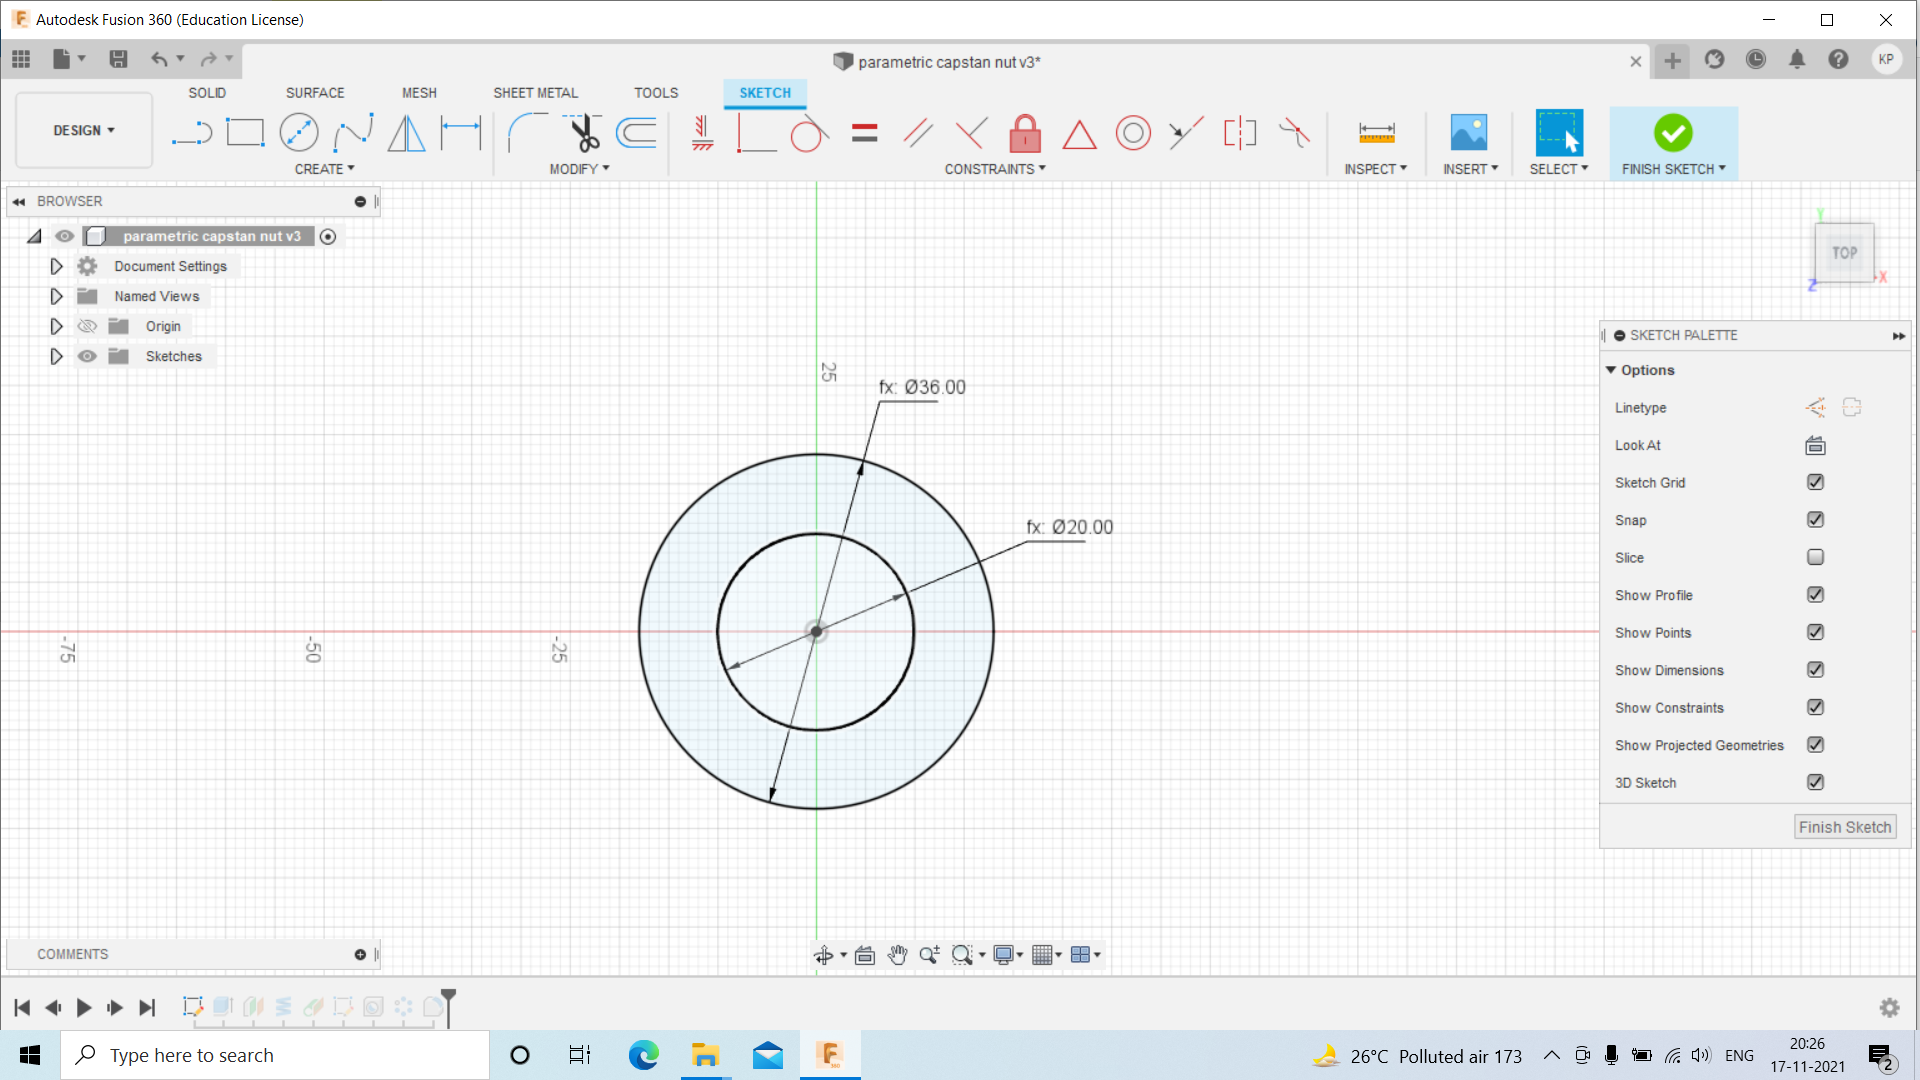 Autodesk Fusion 360 (Education License)
parametric capstan nut v3*
KP
SOLID SURFACE MESH SHEET METAL TOOLS SKETCH
DESIGN
CREATE MODIFY CONSTRAINTS INSPECT INSERT SELECT FINISH SKETCH
BROWSER
parametric capstan nut v3
Document Settings
Named Views
Origin
Sketches
Y
TOP
X
Z
25
fx: Ø36.00
fx: Ø20.00
-75
-50
-25
SKETCH PALETTE
Options
Linetype
Look At
Sketch Grid
Snap
Slice
Show Profile
Show Points
Show Dimensions
Show Constraints
Show Projected Geometries
3D Sketch
Finish Sketch
COMMENTS
Type here to search
360
26°C Polluted air 173
ENG
20:26
17-11-2021
2